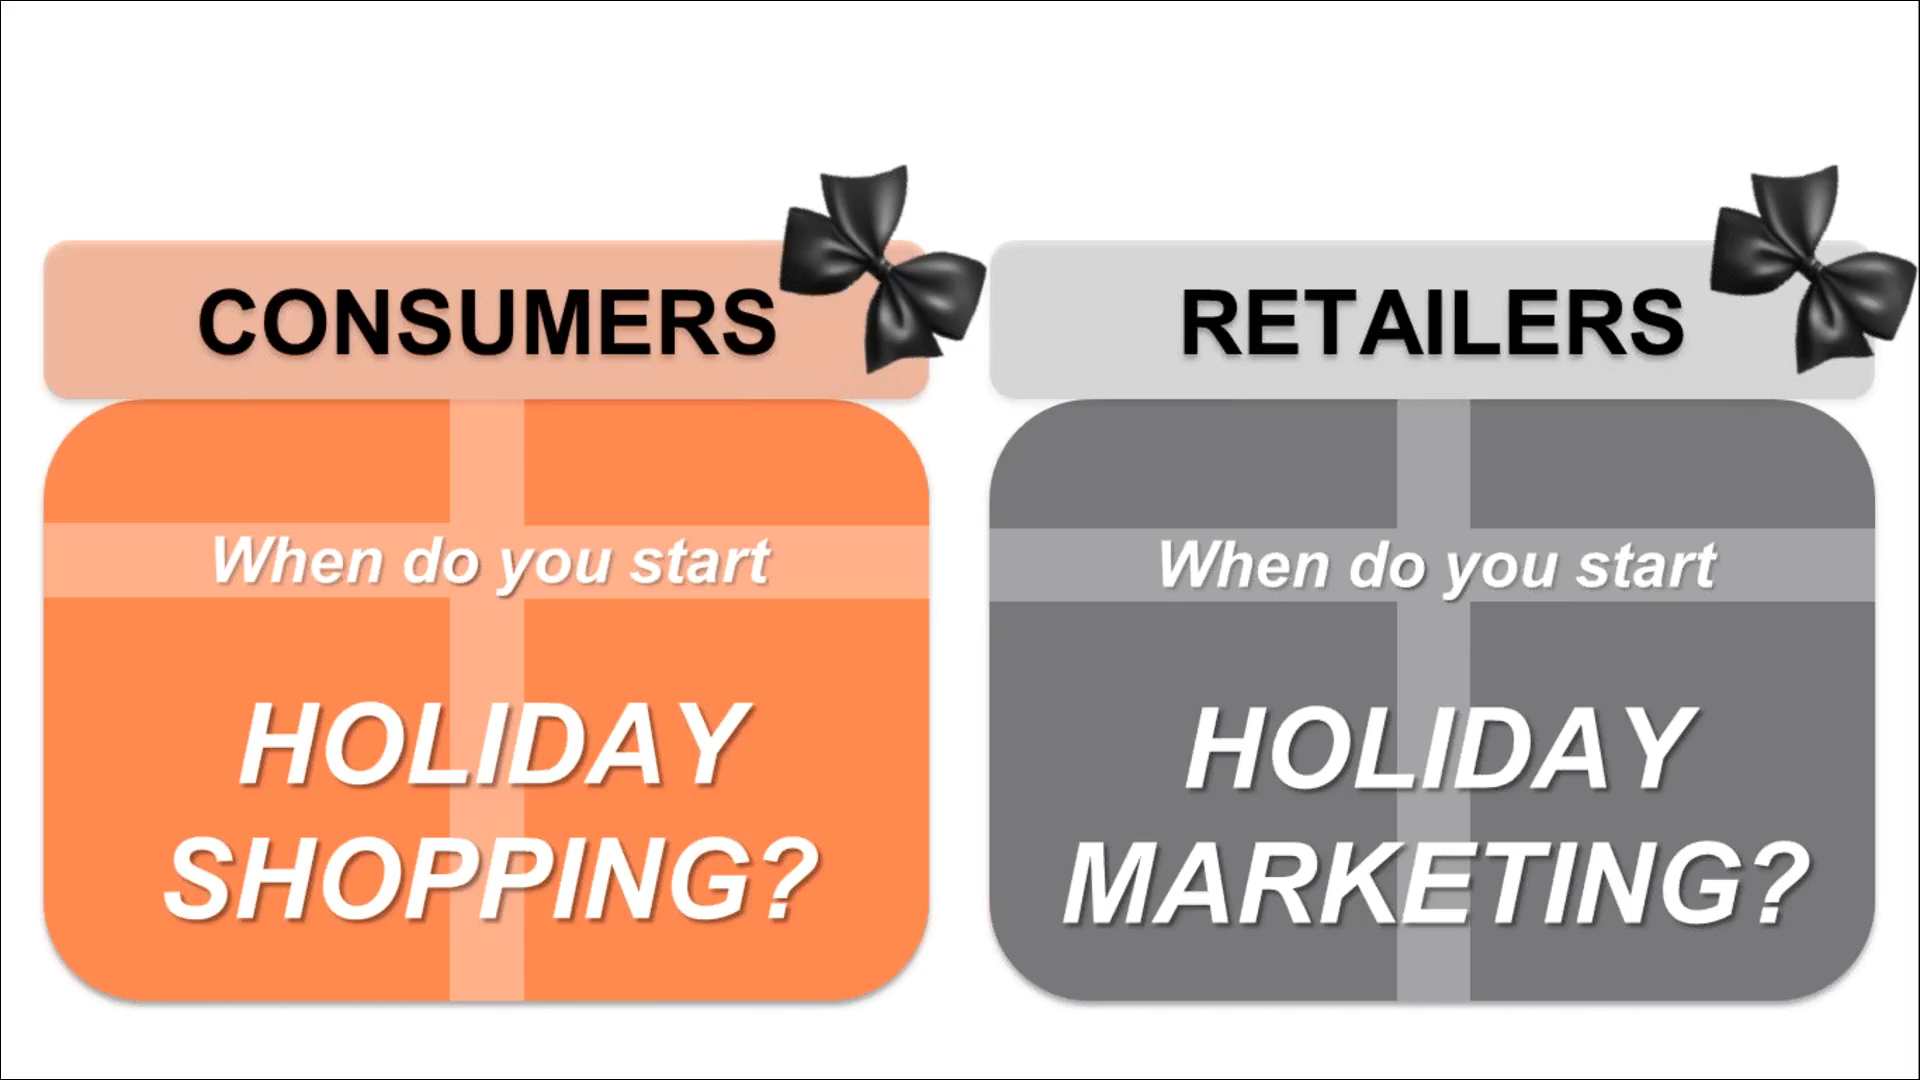 CONSUMERS
When do you start
HOLIDAY
SHOPPING?
RETAILERS
When do you start
HOLIDAY
MARKETING?